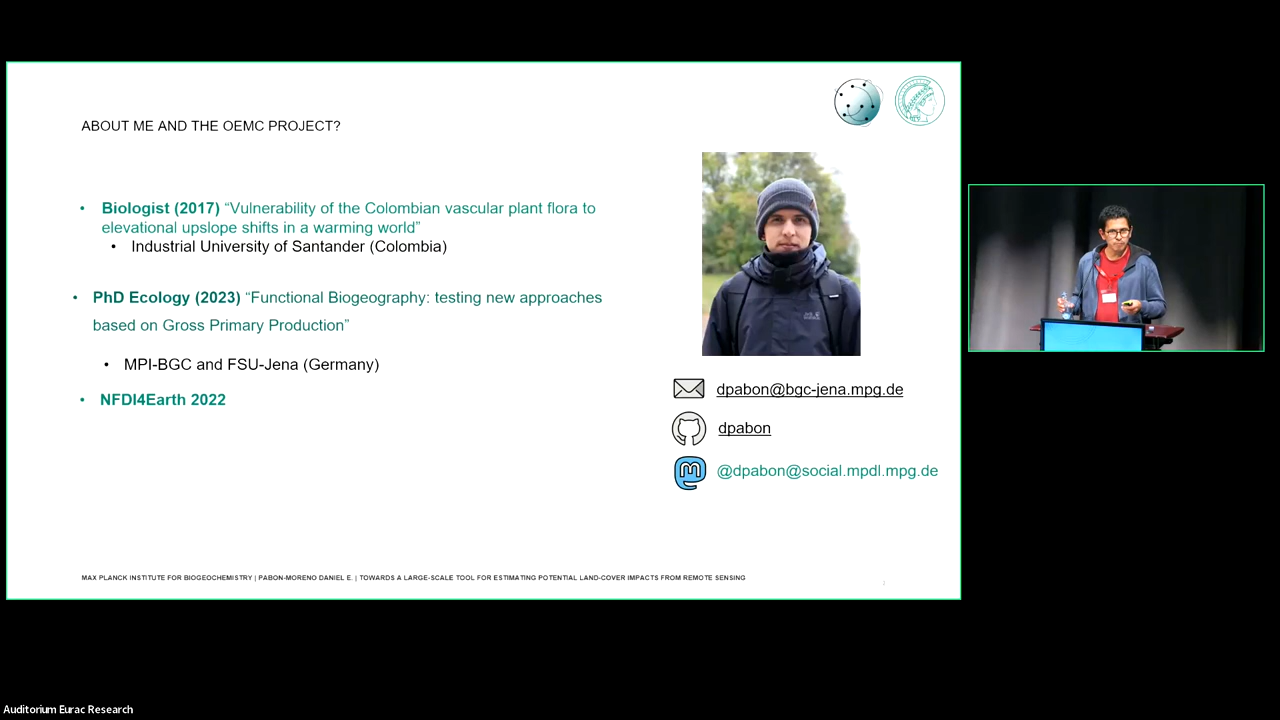 ABOUT ME AND THE OEMC PROJECT?
• Biologist (2017) “Vulnerability of the Colombian vascular plant flora to
elevational upslope shifts in a warming world”
• Industrial University of Santander (Colombia)
• PhD Ecology (2023) “Functional Biogeography: testing new approaches
based on Gross Primary Production”
• MPI-BGC and FSU-Jena (Germany)
• NFDI4Earth 2022
dpabon@bgc-jena.mpg.de
dpabon
@dpabon@social.mpdl.mpg.de
MAX PLANCK INSTITUTE FOR BIOGEOCHEMISTRY | PABON-MORENO DANIEL E. | TOWARDS A LARGE-SCALE TOOL FOR ESTIMATING POTENTIAL LAND-COVER IMPACTS FROM REMOTE SENSING
Auditorium Eurac Research